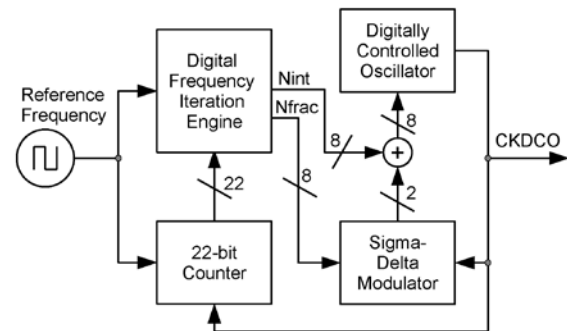 Reference
Frequency
Digital
Frequency
Iteration
Engine
Nint
Nfrac
Digitally
Controlled
Oscillator
8
8
+
CKDCO
22
8
2
22-bit
Counter
Sigma-
Delta
Modulator